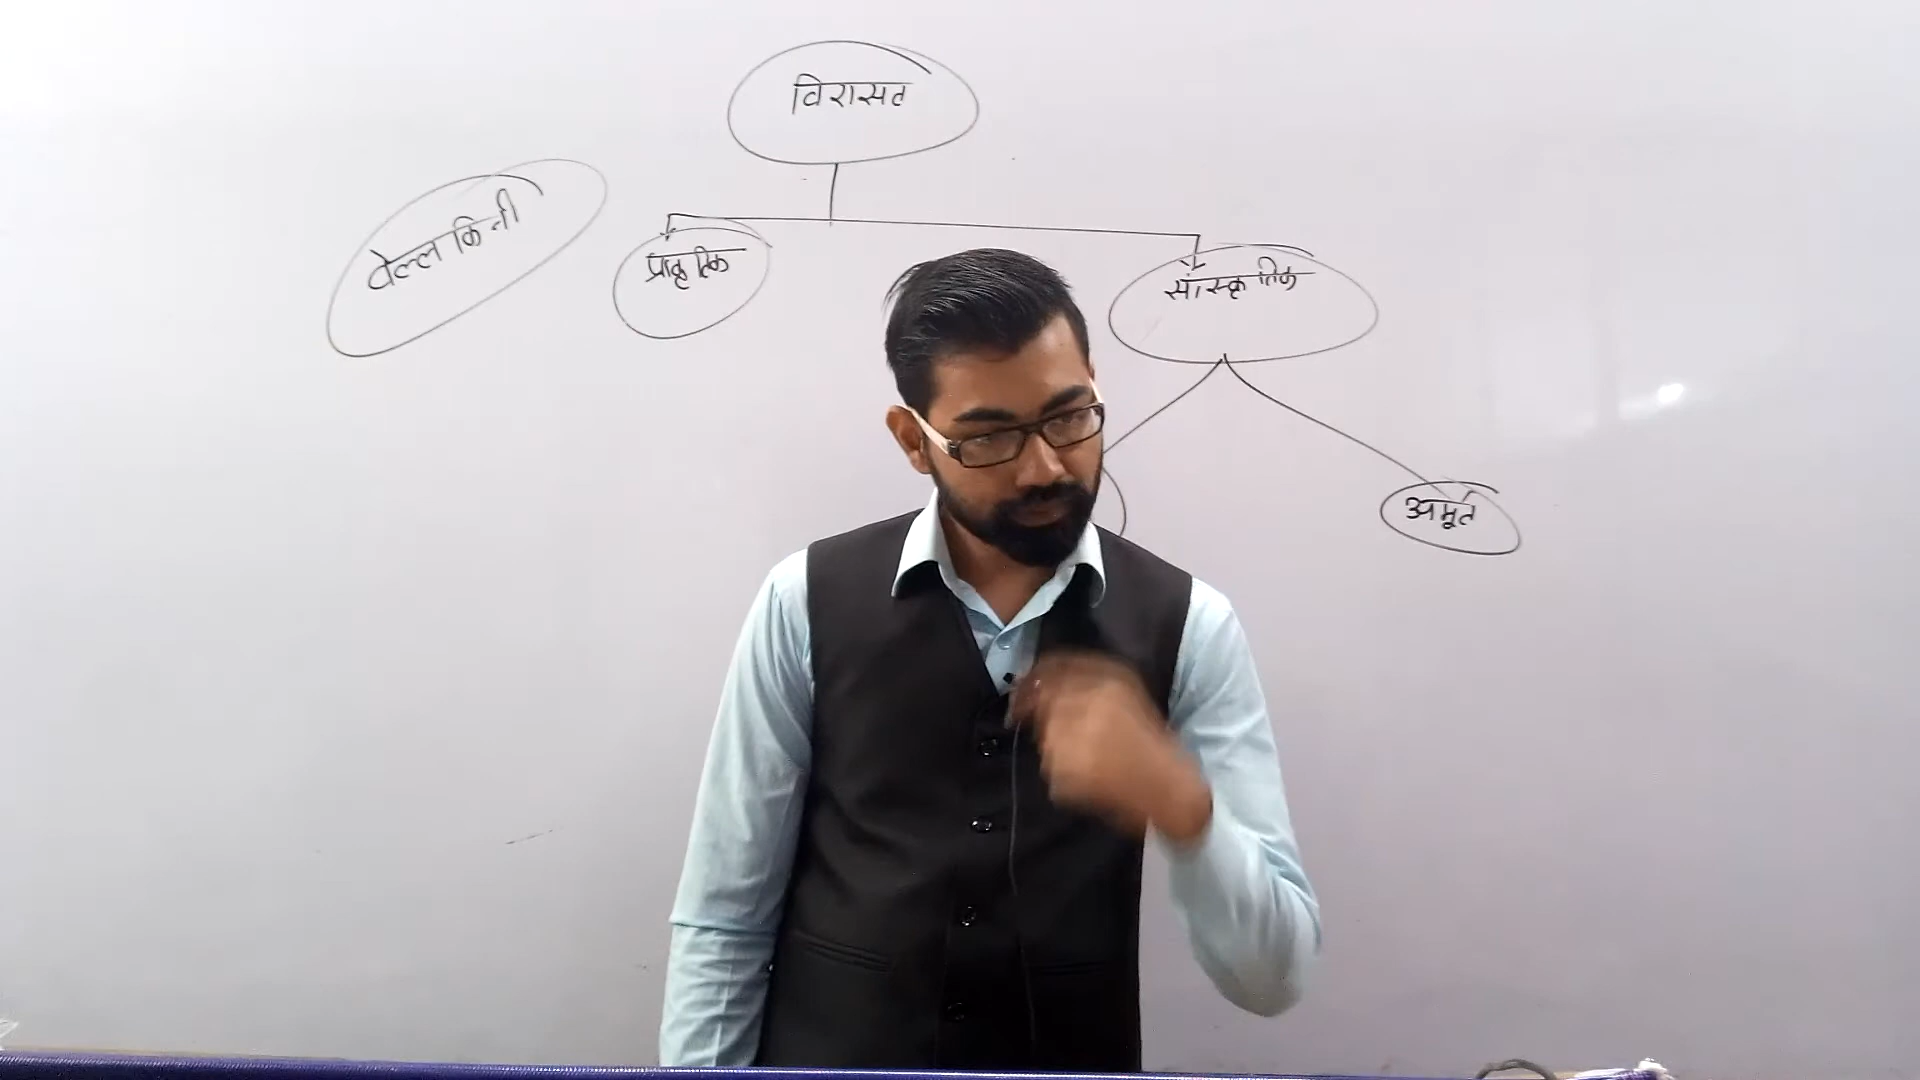 विरासत
वेल्लकिनी
प्राकृतिक
सांस्कृतिक
अमूर्त